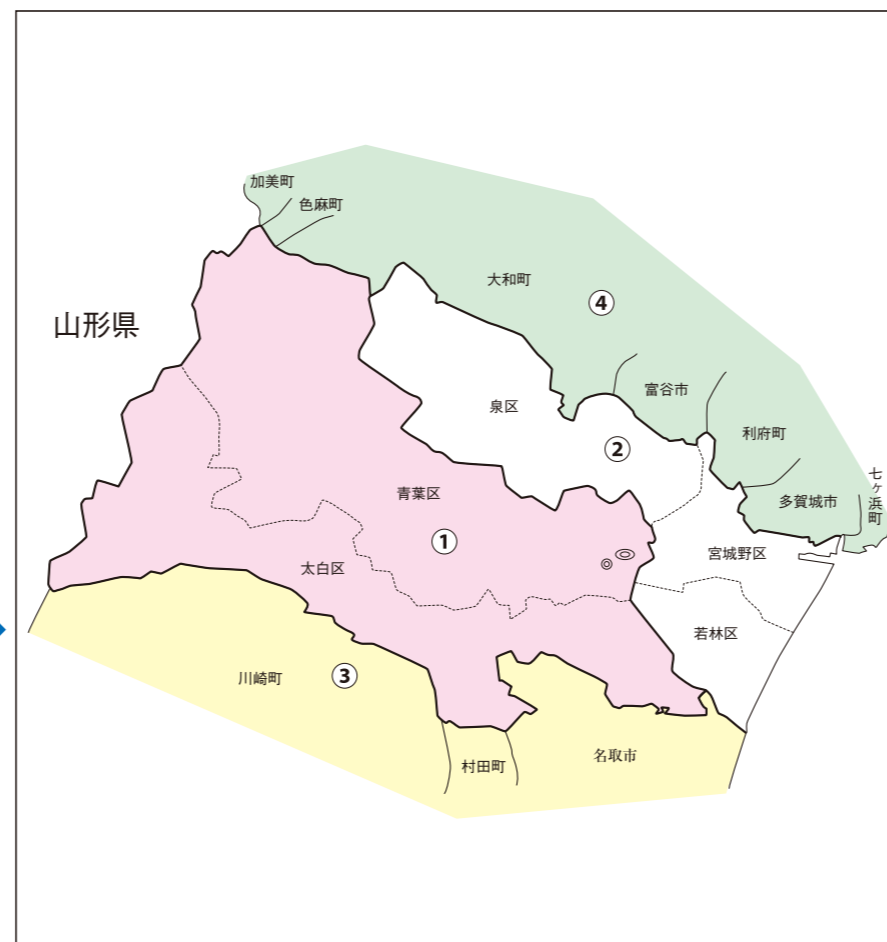 加美町
色麻町
大和町
④
山形県
富谷市
泉区
利府町
②
七ヶ浜町
青葉区
多賀城市
①
宮城野区
太白区
若林区
川崎町
③
名取市
村田町